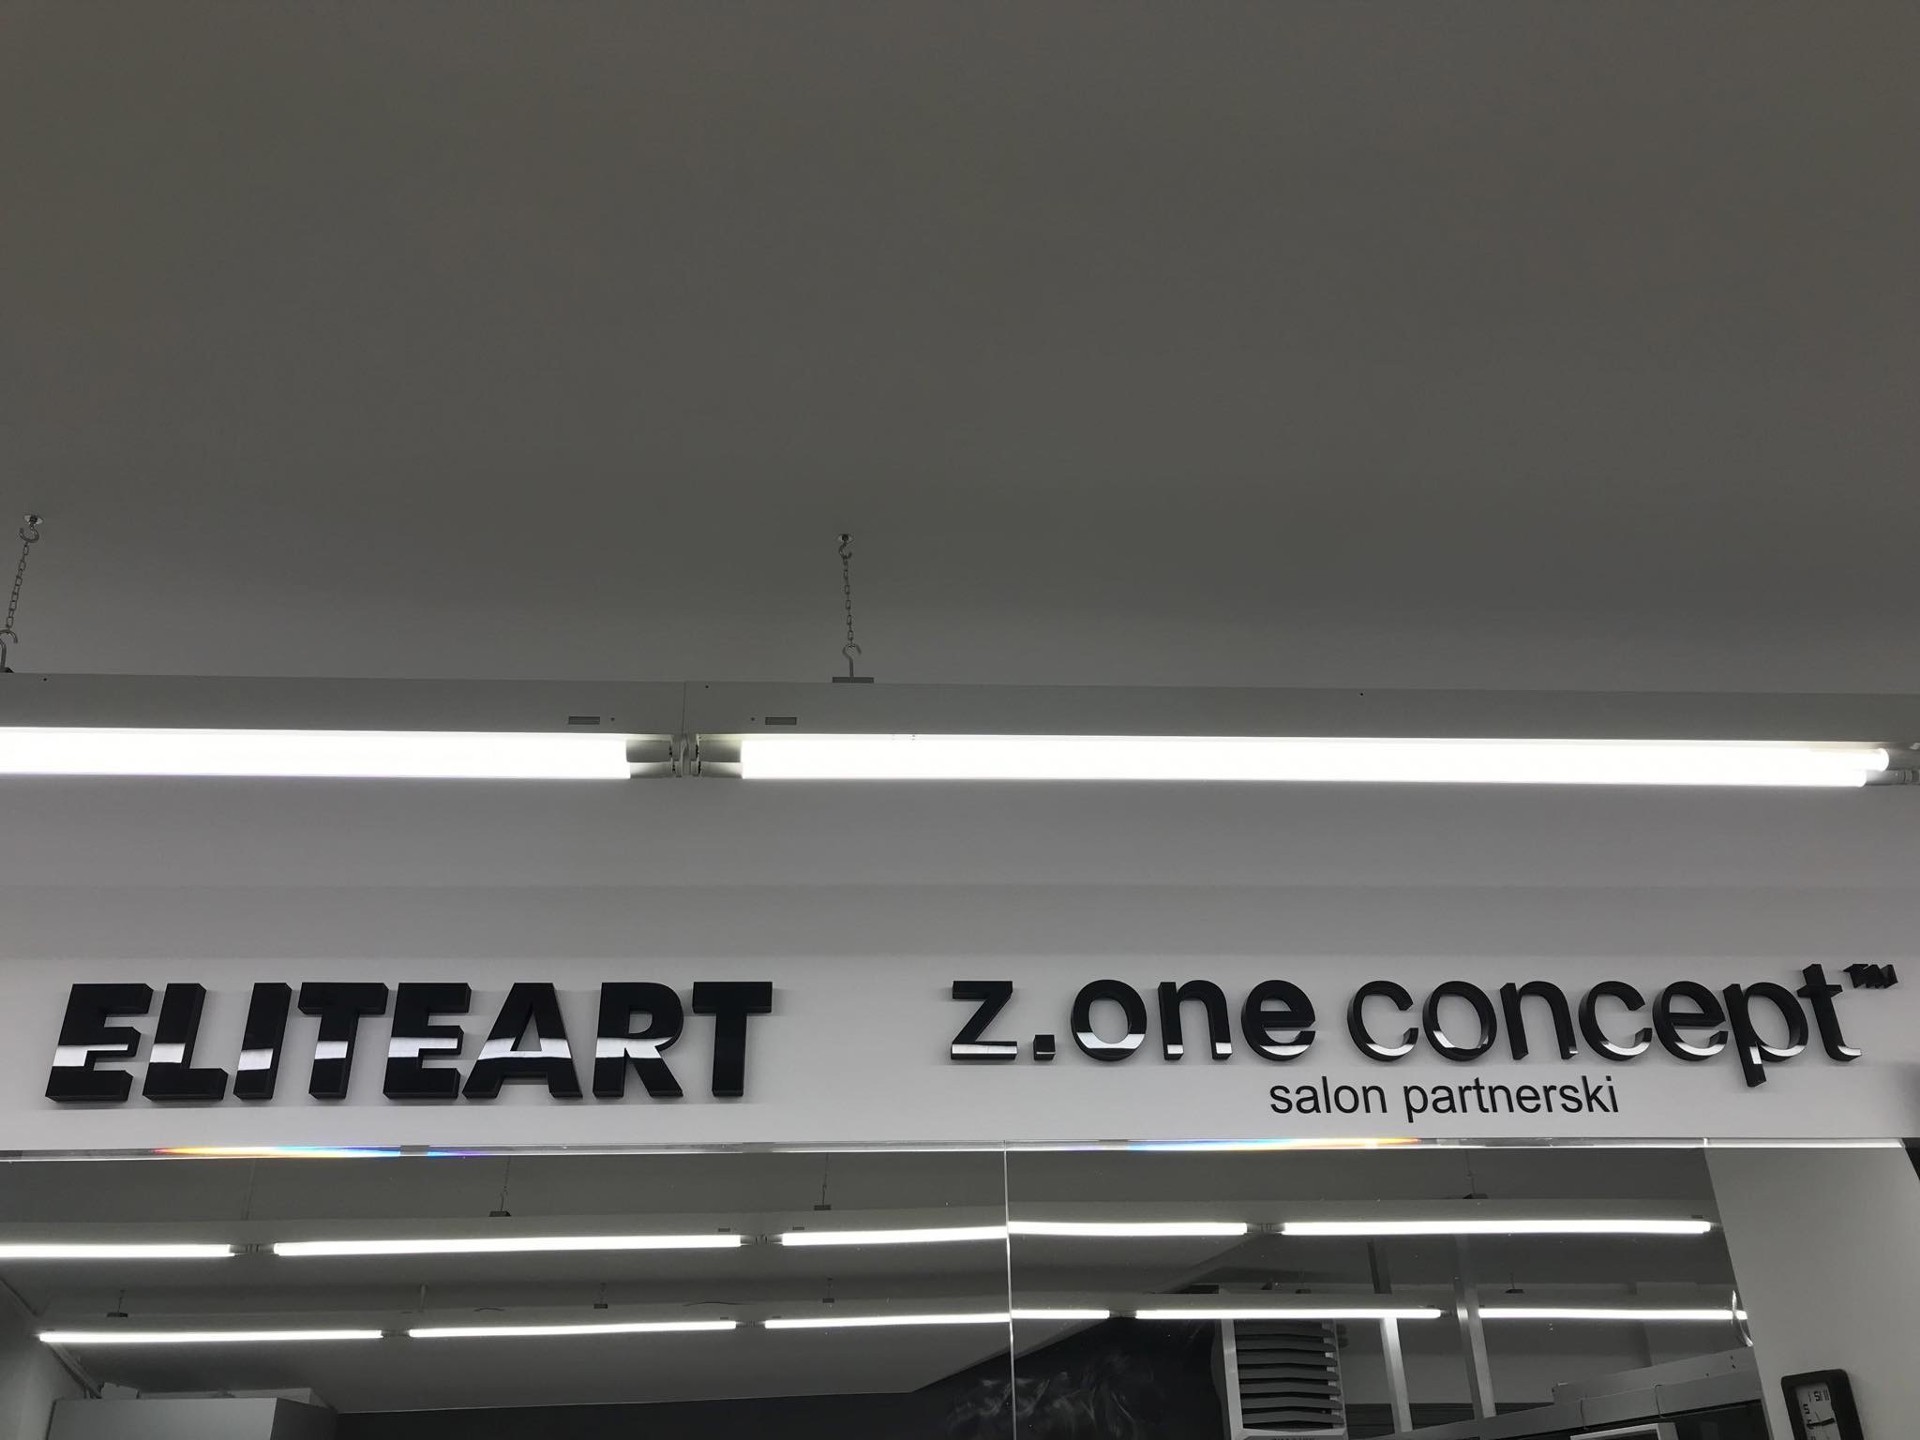 ELITEART
z.one concept™
salon partnerski